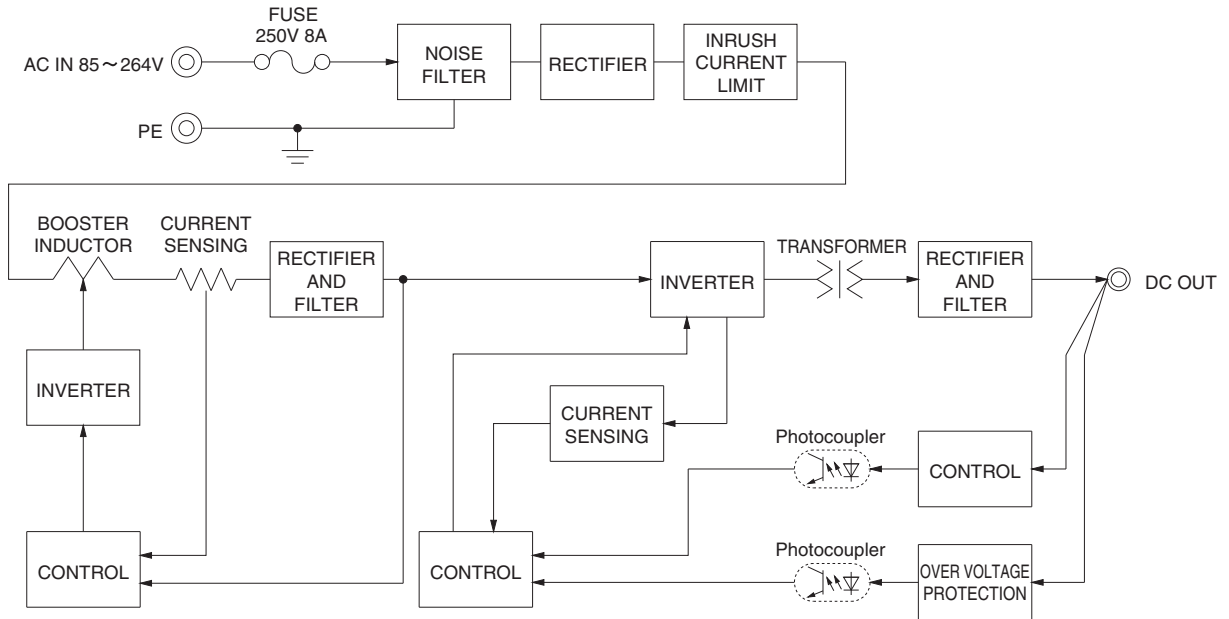 FUSE
250V 8A
AC IN 85～264V
NOISE
FILTER
RECTIFIER
INRUSH
CURRENT
LIMIT
PE
BOOSTER
INDUCTOR
CURRENT
SENSING
RECTIFIER
AND
FILTER
INVERTER
TRANSFORMER
RECTIFIER
AND
FILTER
DC OUT
INVERTER
CURRENT
SENSING
Photocoupler
CONTROL
CONTROL
CONTROL
Photocoupler
OVER VOLTAGE
PROTECTION